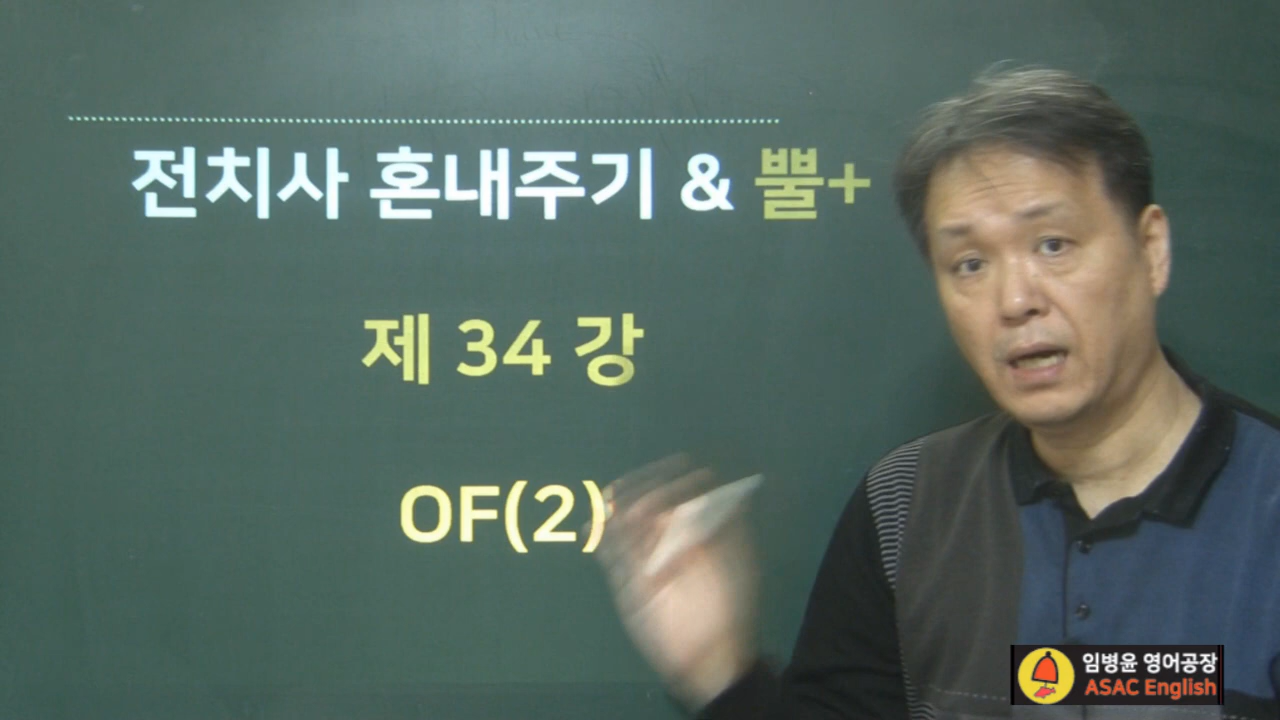 전치사 혼내주기 & 뿔+
제 34 강
OF(2)
임병윤 영어공장
ASAC English